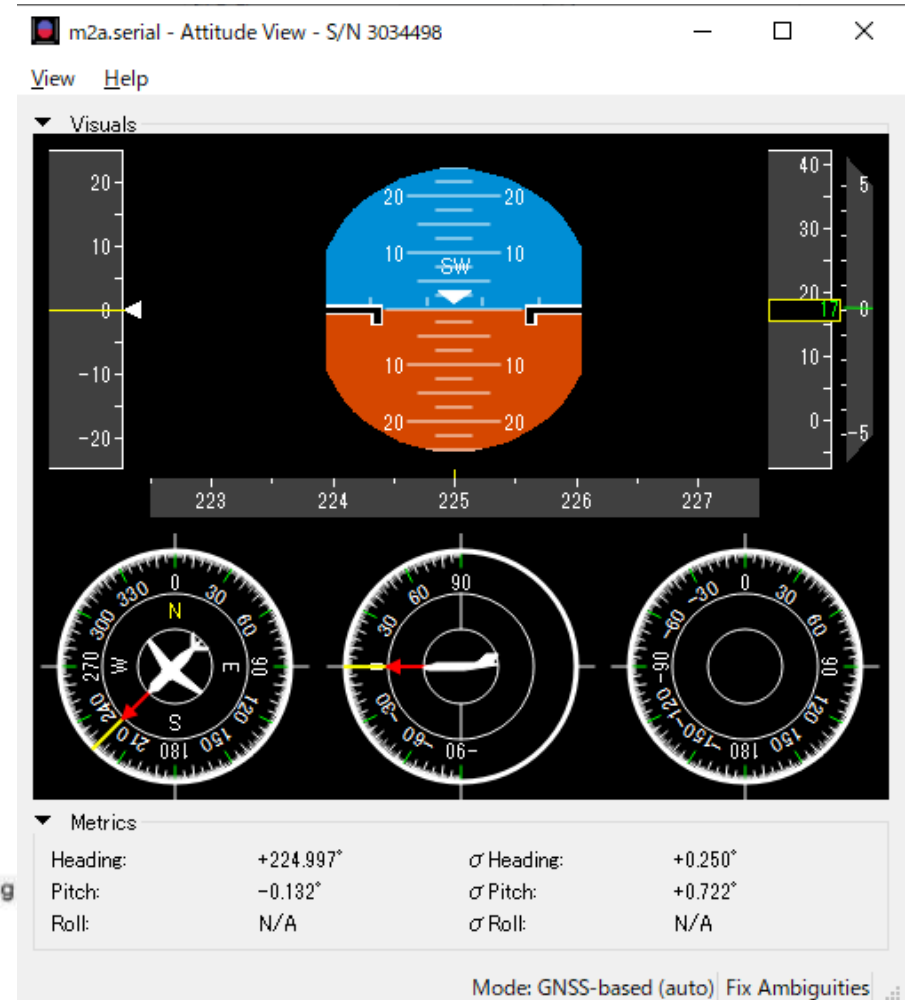 m2a.serial - Attitude View - S/N 3034498
View Help
Visuals
20 10 0 -10 -20
20 20
10 SW 10
10 10
20 20
40 30 20 17 10 0
5 0 -5
223 224 225 226 227
0 30 60 90 120 150 180 210 240 270 300 330
N E S W
90 60 30 0 -30 -60 -90
0 30 60 90 120 150 180 -150 -120 -90 -60 -30
Metrics
Heading: +224.997° σ Heading: +0.250°
g Pitch: -0.132° σ Pitch: +0.722°
Roll: N/A σ Roll: N/A
Mode: GNSS-based (auto) Fix Ambiguities